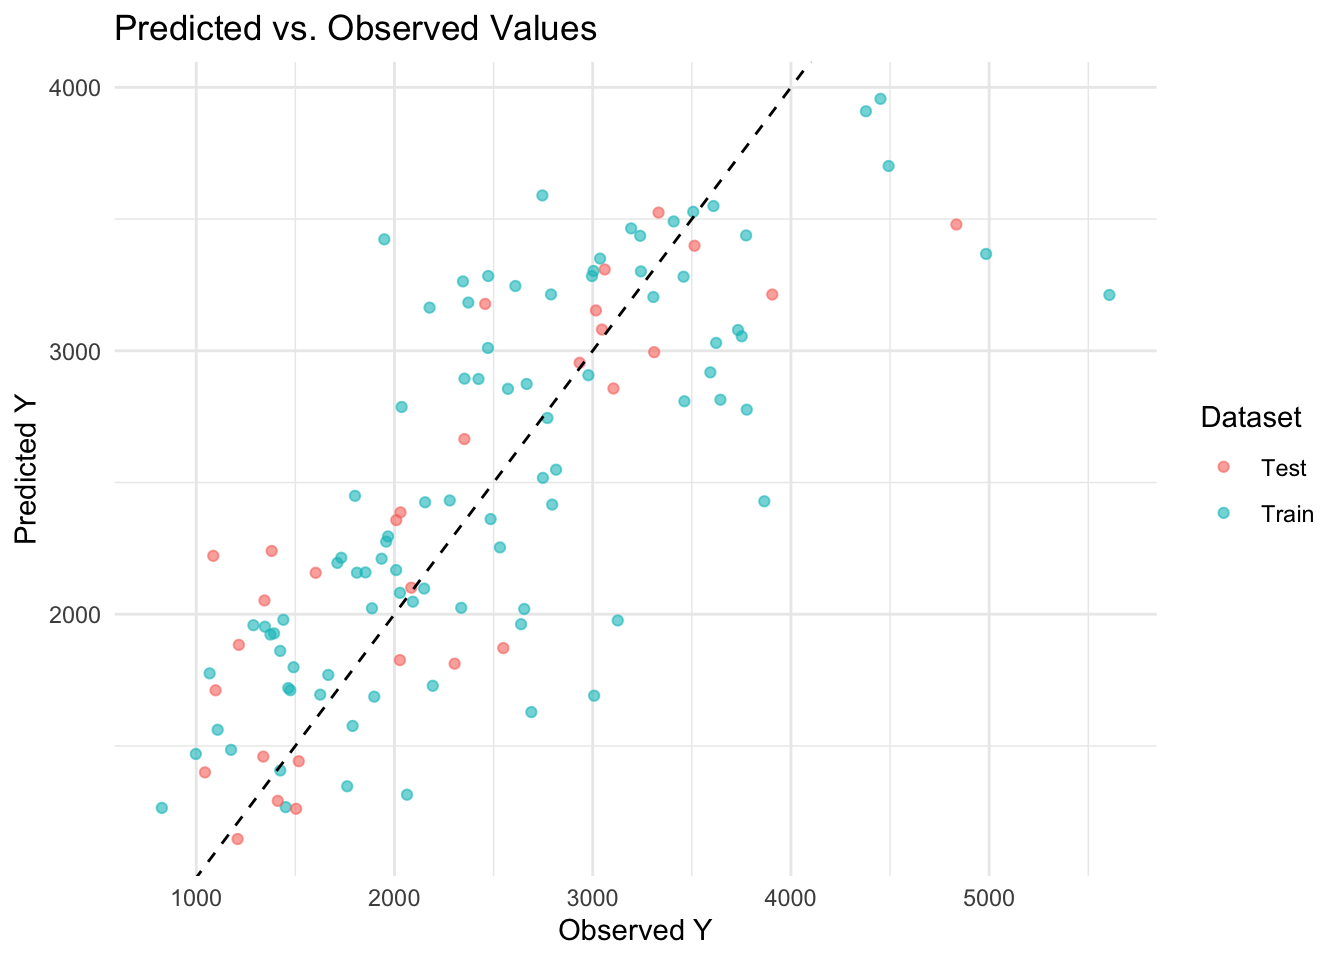 Predicted vs. Observed Values
4000
3000
2000
Predicted Y
1000 2000 3000 4000 5000
Observed Y
Dataset
Test
Train